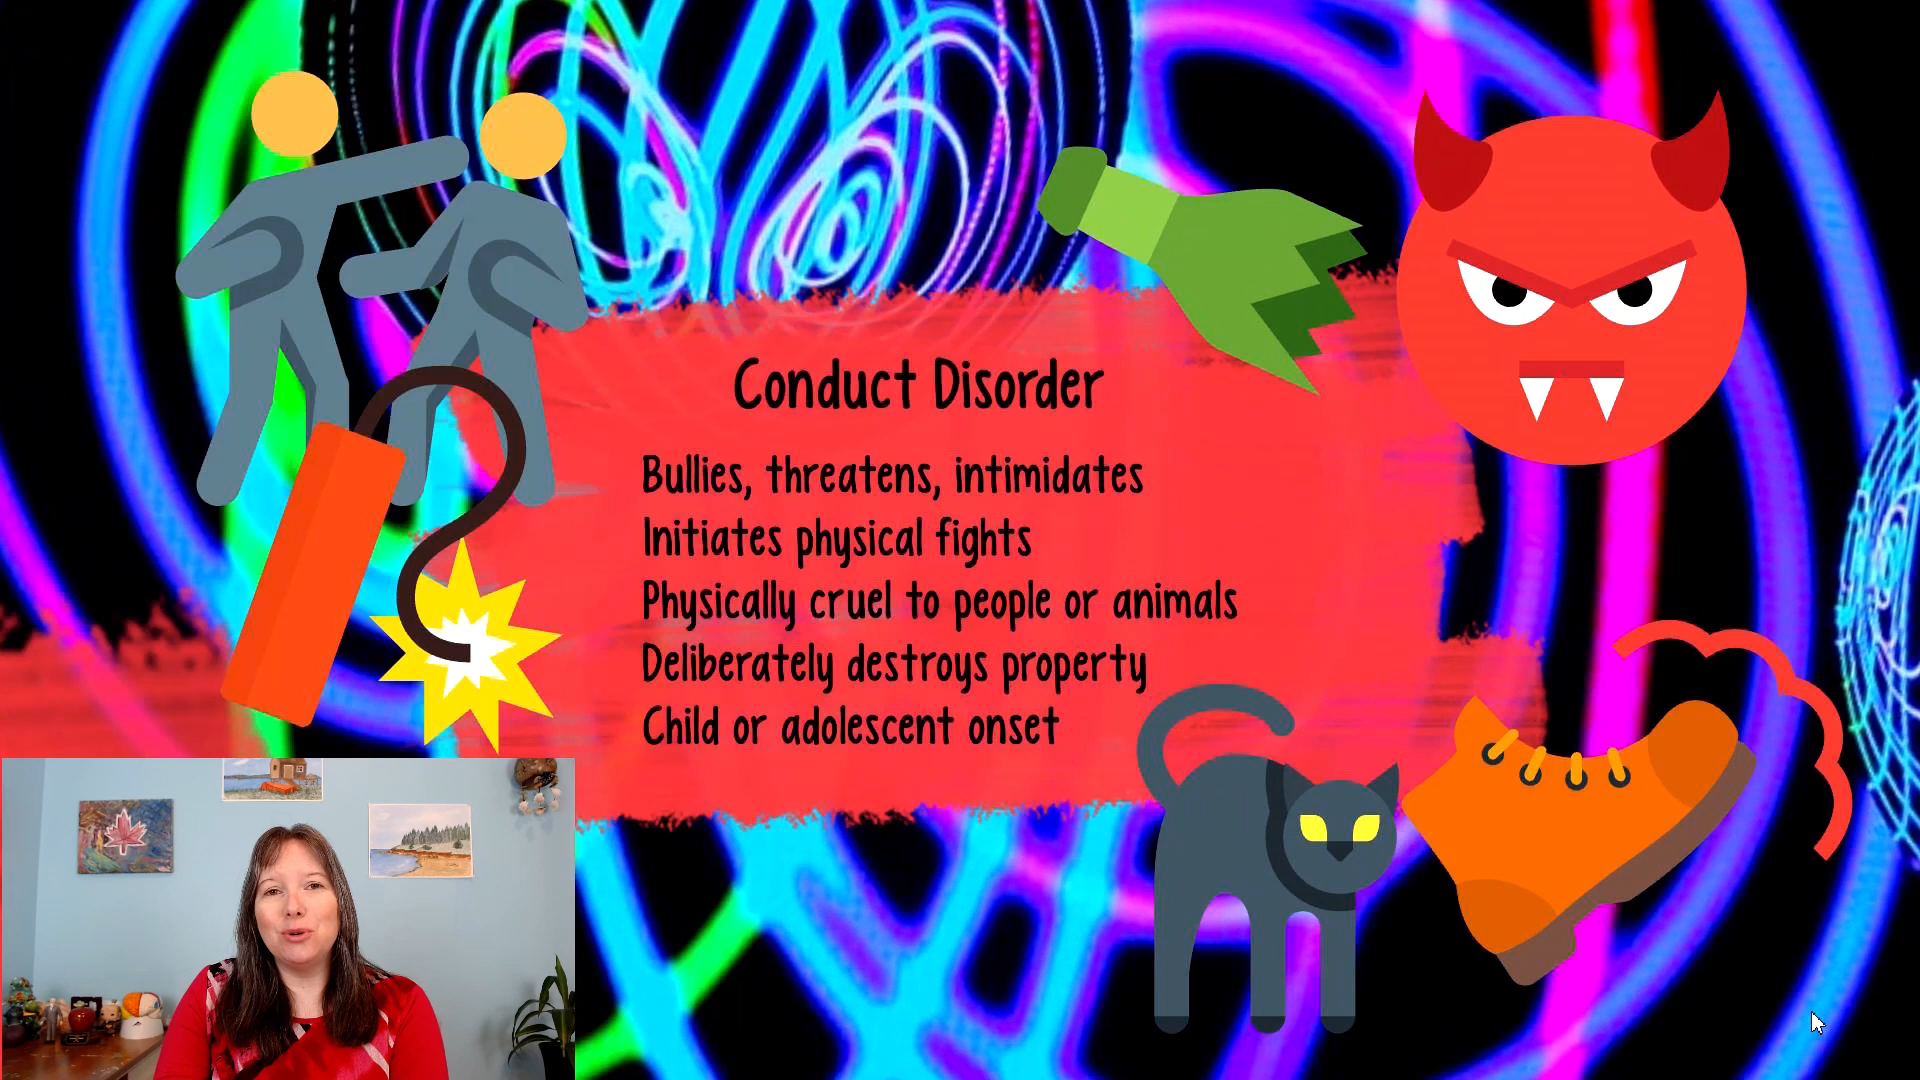 Conduct Disorder
Bullies, threatens, intimidates
Initiates physical fights
Physically cruel to people or animals
Deliberately destroys property
Child or adolescent onset